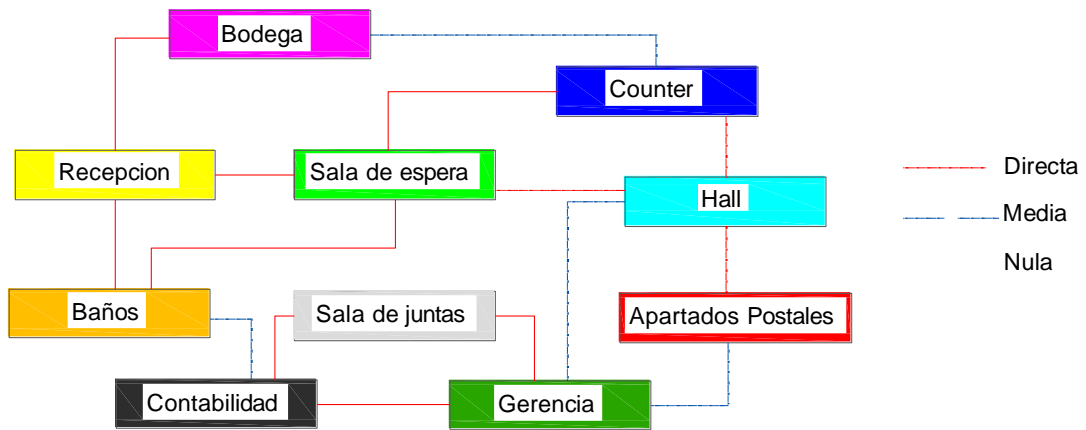 Bodega
Counter
Recepcion
Sala de espera
Hall
Directa
Media
Nula
Baños
Sala de juntas
Apartados Postales
Contabilidad
Gerencia